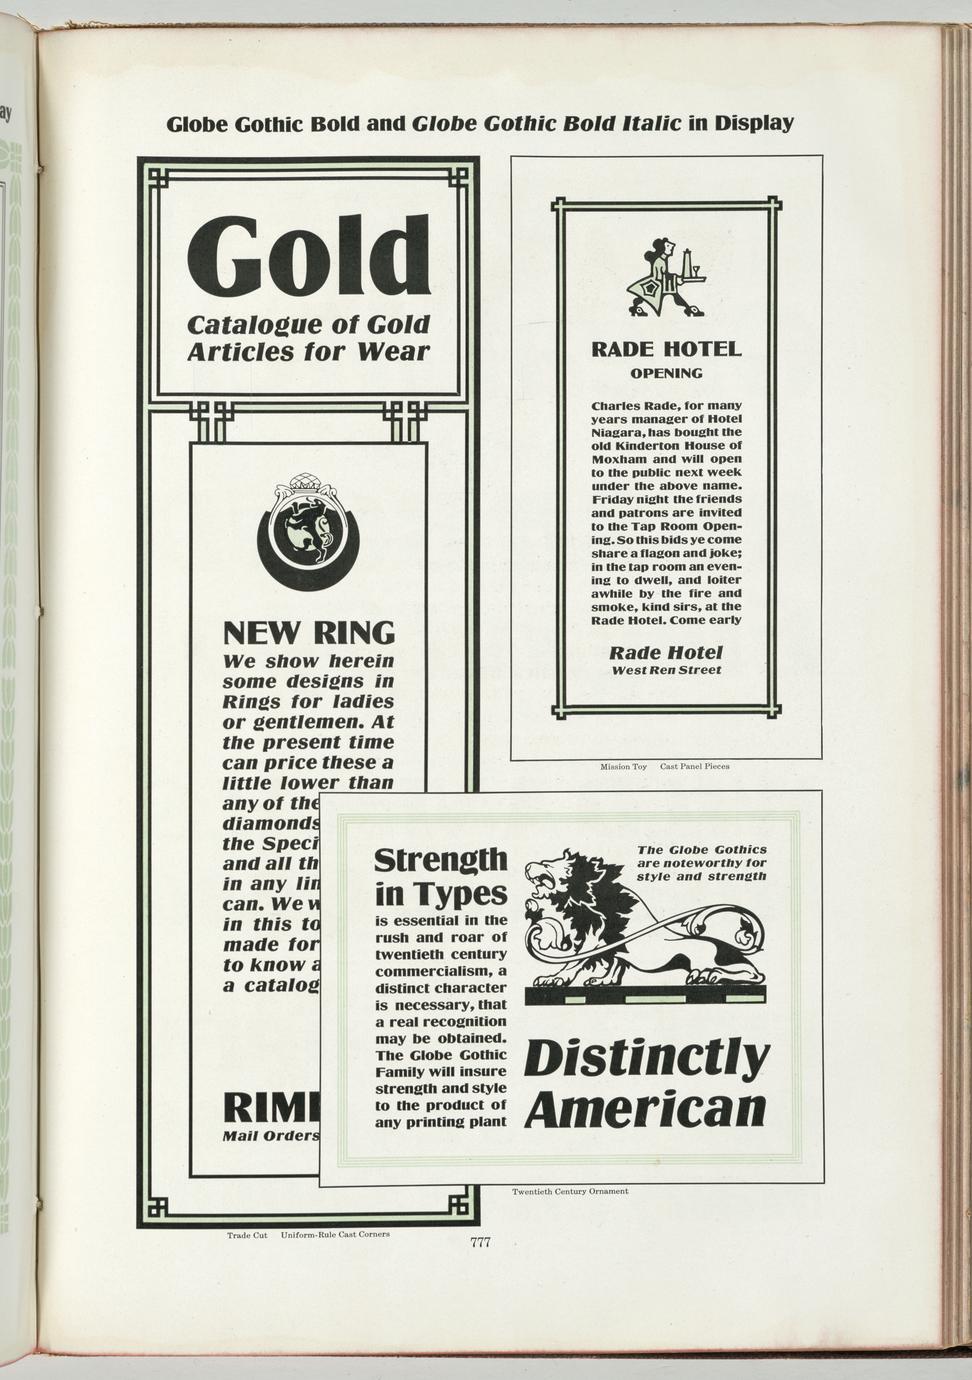 ay
Globe Gothic Bold and Globe Gothic Bold Italic in Display
Gold
Catalogue of Gold
Articles for Wear
NEW RING
We show herein
some designs in
Rings for ladies
or gentlemen. At
the present time
can price these a
little lower than
any of the
diamonds
the Speci
and all th
in any lin
can. We w
in this to
made for
to know a
a catalog
RIM
Mail Orders
Trade Cut Uniform-Rule Cast Corners
RADE HOTEL
OPENING
Charles Rade, for many
years manager of Hotel
Niagara, has bought the
old Kinderton House of
Moxham and will open
to the public next week
under the above name.
Friday night the friends
and patrons are invited
to the Tap Room Open-
ing. So this bids ye come
share a flagon and joke;
in the tap room an even-
ing to dwell, and loiter
awhile by the fire and
smoke, kind sirs, at the
Rade Hotel. Come early
Rade Hotel
West Ren Street
Mission Toy Cast Panel Pieces
Strength
in Types
is essential in the
rush and roar of
twentieth century
commercialism, a
distinct character
is necessary, that
a real recognition
may be obtained.
The Globe Gothic
Family will insure
strength and style
to the product of
any printing plant
The Globe Gothics
are noteworthy for
style and strength
Distinctly
American
Twentieth Century Ornament
777